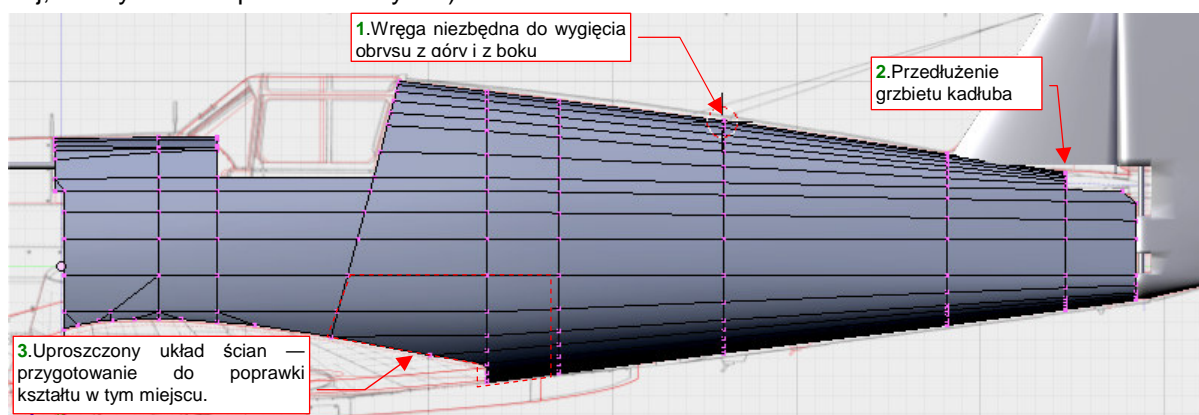 1.Wręga niezbędna do wygięcia
obrysu z góry i z boku
2.Przedłużenie
grzbietu kadłuba
3.Uproszczony układ ścian —
przygotowanie do poprawki
kształtu w tym miejscu.